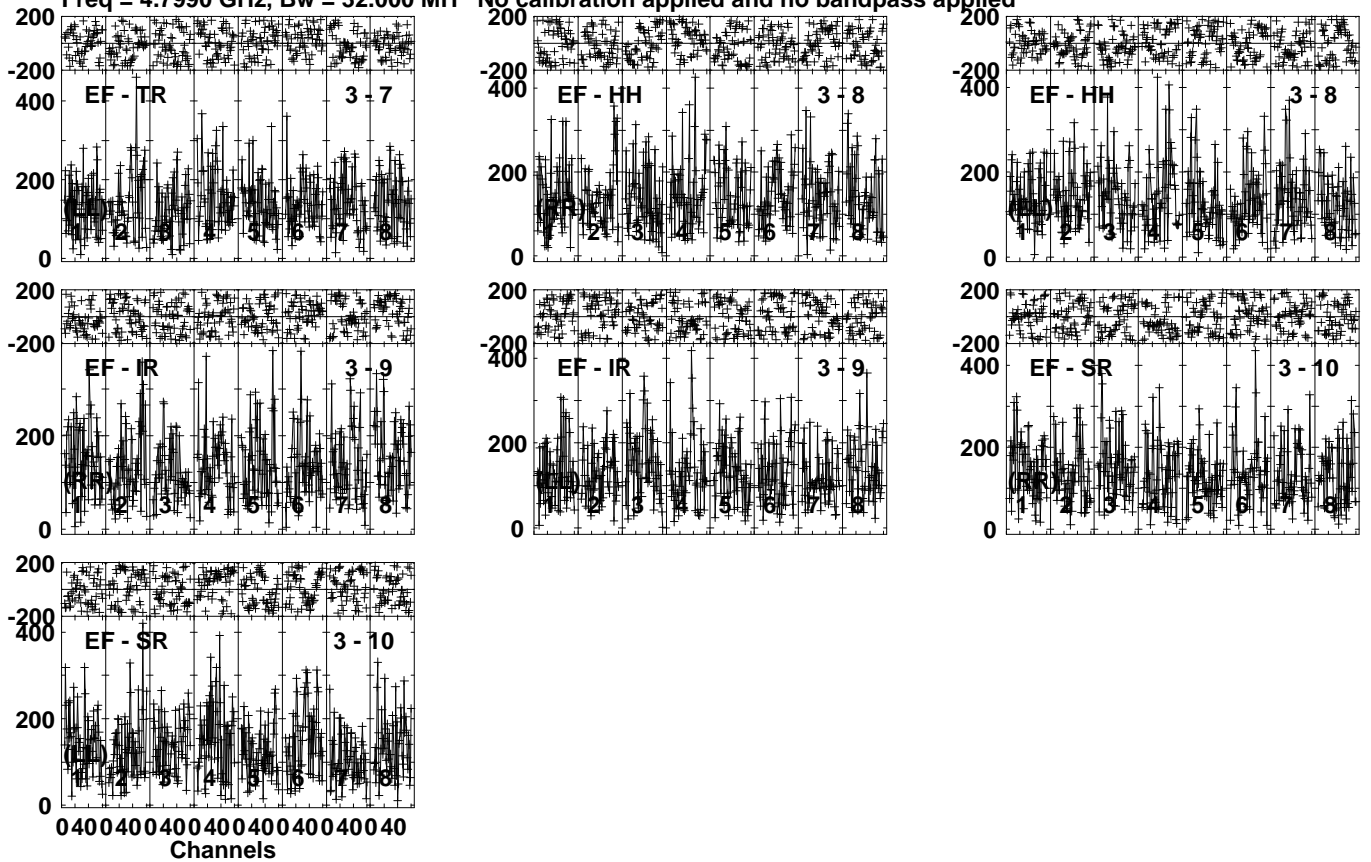 Freq = 4.7990 GHz, Bw = 32.000 MH No calibration applied and no bandpass applied
200
-200
400
200
0
EF - TR 3 - 7
(LL)
1 2 3 4 5 6 7 8
200
-200
400
200
0
EF - HH 3 - 8
(RR)
1 2 3 4 5 6 7 8
200
-200
400
200
0
EF - HH 3 - 8
(LL)
1 2 3 4 5 6 7 8
200
-200
200
0
EF - IR 3 - 9
(RR)
1 2 3 4 5 6 7 8
200
-200
400
200
0
EF - IR 3 - 9
(LL)
1 2 3 4 5 6 7 8
200
-200
400
200
0
EF - SR 3 - 10
(RR)
1 2 3 4 5 6 7 8
200
-200
400
200
0
EF - SR 3 - 10
(LL)
1 2 3 4 5 6 7 8
0 40 0 40 0 40 0 40 0 40 0 40 0 40 0 40
Channels